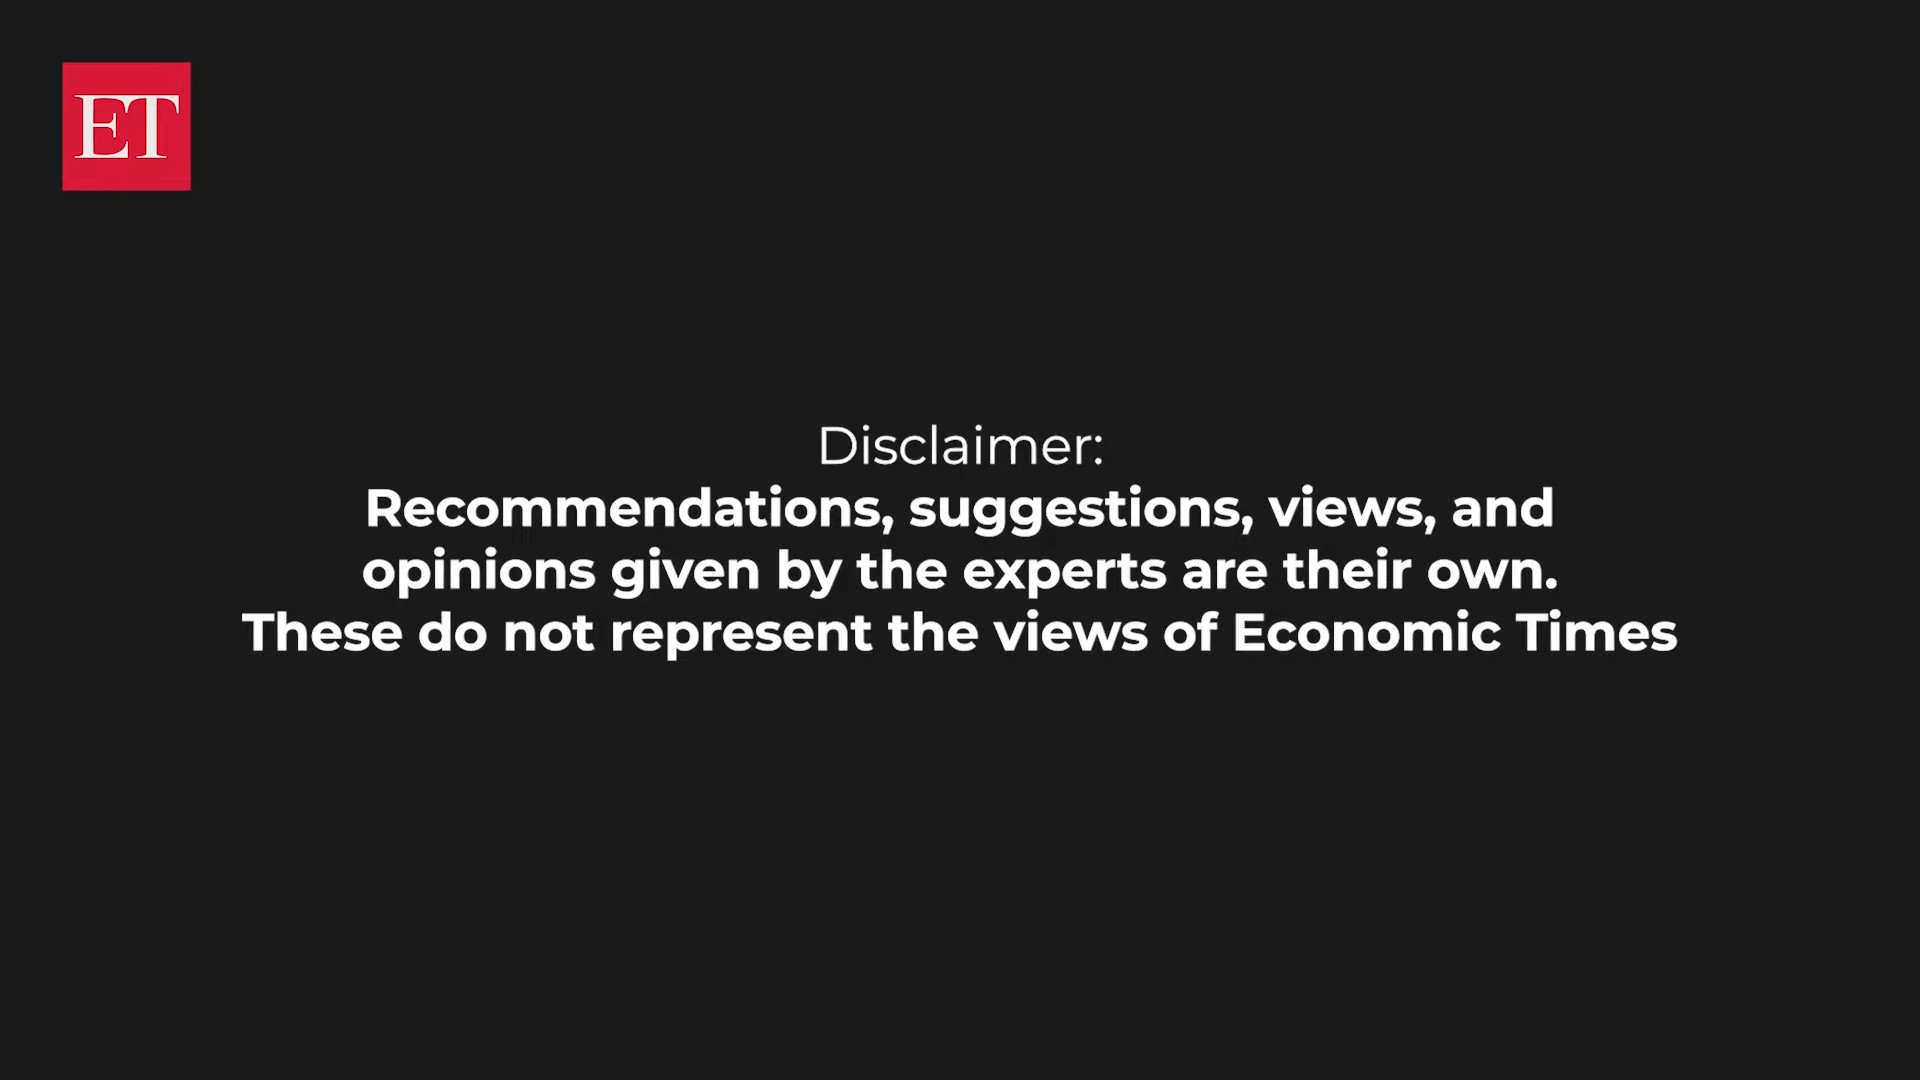 ET
Disclaimer:
Recommendations, suggestions, views, and
opinions given by the experts are their own.
These do not represent the views of Economic Times